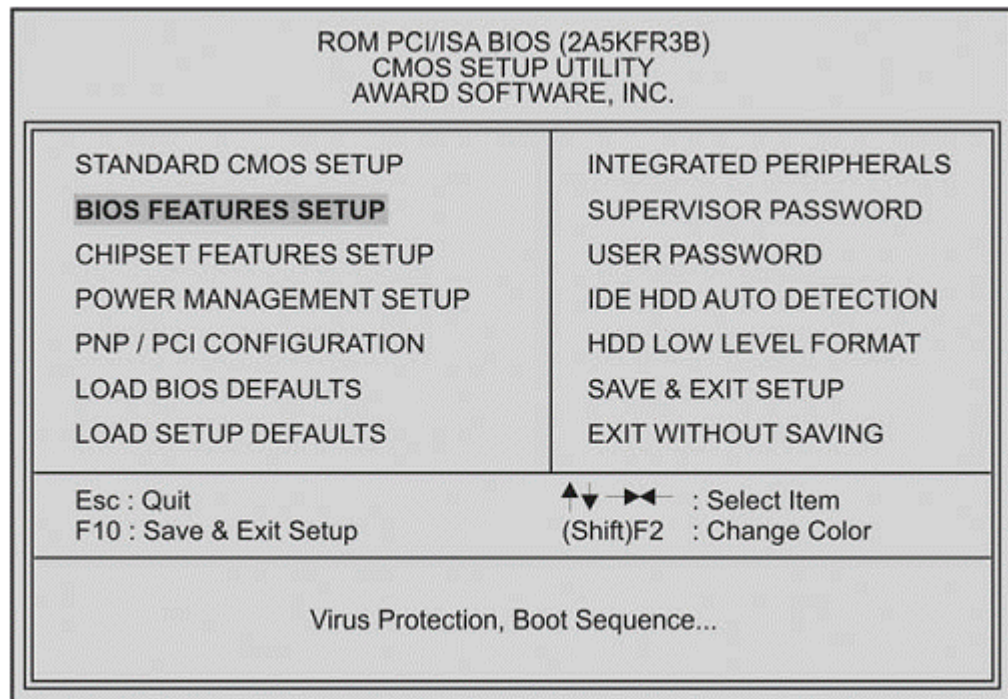 ROM PCI/ISA BIOS (2A5KFR3B)
CMOS SETUP UTILITY
AWARD SOFTWARE, INC.
STANDARD CMOS SETUP
BIOS FEATURES SETUP
CHIPSET FEATURES SETUP
POWER MANAGEMENT SETUP
PNP / PCI CONFIGURATION
LOAD BIOS DEFAULTS
LOAD SETUP DEFAULTS
INTEGRATED PERIPHERALS
SUPERVISOR PASSWORD
USER PASSWORD
IDE HDD AUTO DETECTION
HDD LOW LEVEL FORMAT
SAVE & EXIT SETUP
EXIT WITHOUT SAVING
Esc : Quit
F10 : Save & Exit Setup
: Select Item
(Shift)F2 : Change Color
Virus Protection, Boot Sequence...